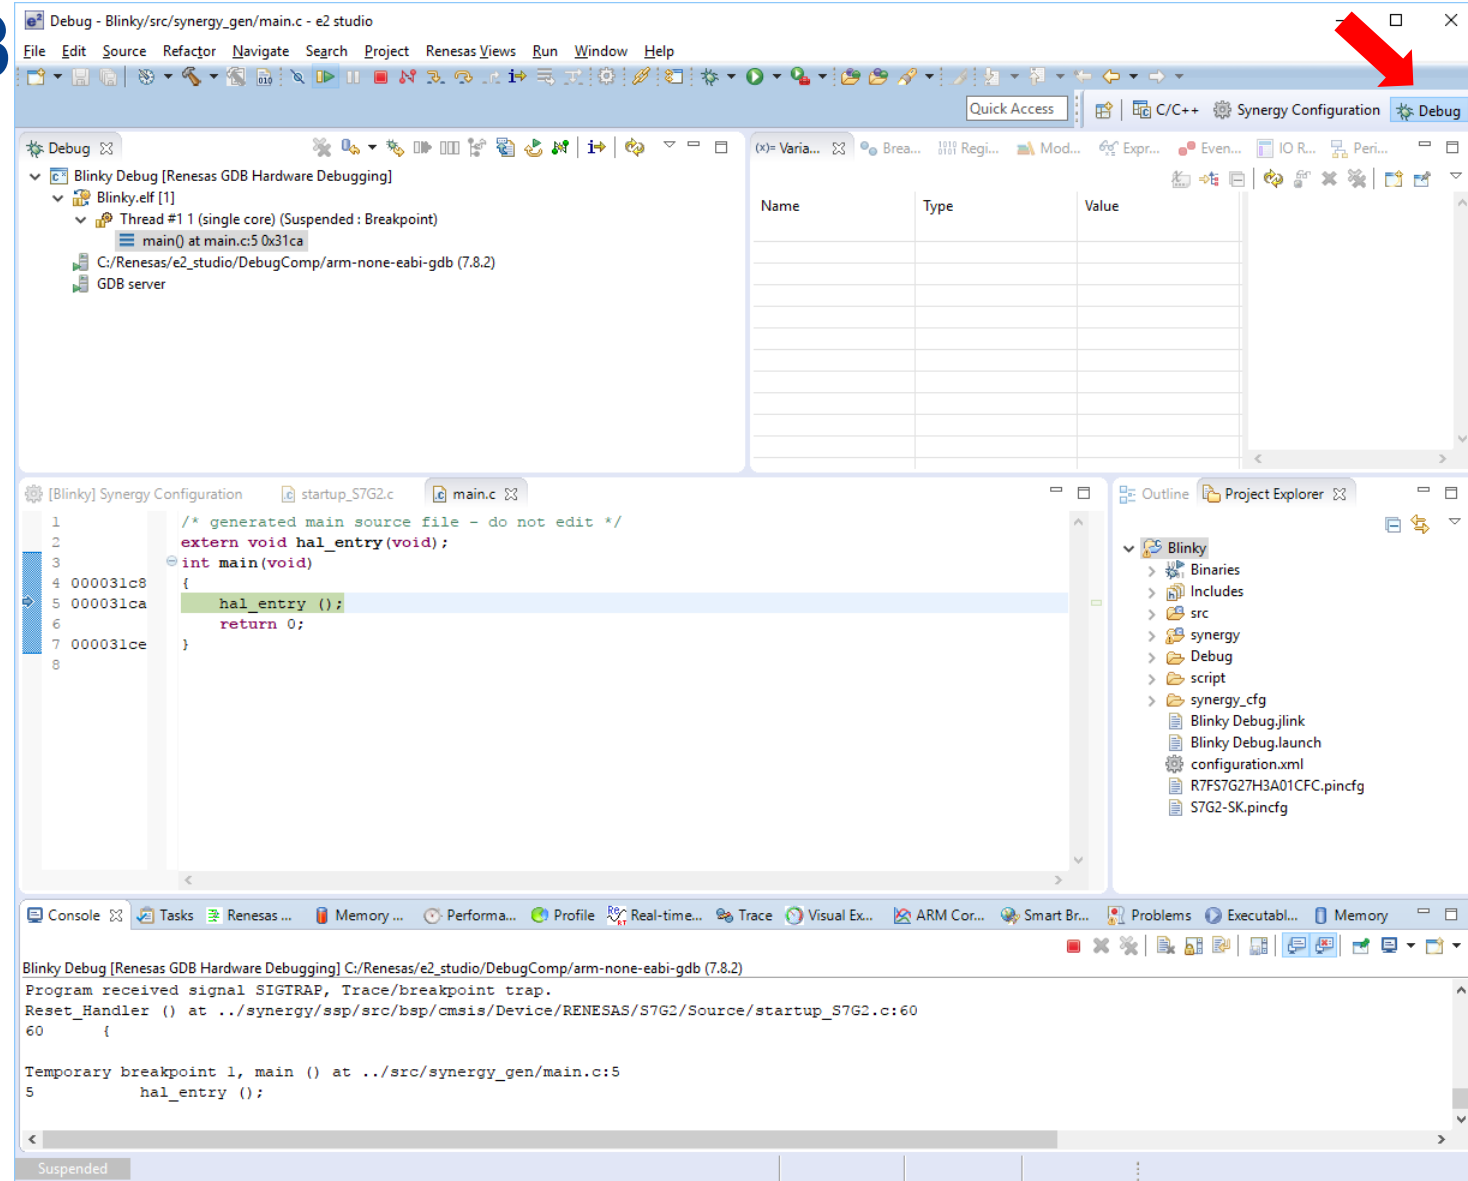 Debug - Blinky/src/synergy_gen/main.c - e2 studio
File Edit Source Refactor Navigate Search Project Renesas Views Run Window Help
Quick Access C/C++ Synergy Configuration Debug
Debug
Blinky Debug [Renesas GDB Hardware Debugging]
Blinky.elf [1]
Thread #1 1 (single core) (Suspended : Breakpoint)
main() at main.c:5 0x31ca
C:/Renesas/e2_studio/DebugComp/arm-none-eabi-gdb (7.8.2)
GDB server
(x)= Varia... Brea... Regi... Mod... Expr... Even... IO R... Peri...
Name Type Value
[Blinky] Synergy Configuration startup_S7G2.c main.c
1 /* generated main source file - do not edit */
2 extern void hal_entry(void);
3 int main(void)
4 000031c8 {
5 000031ca hal_entry ();
6 return 0;
7 000031ce }
8
Outline Project Explorer
Blinky
Binaries
Includes
src
synergy
Debug
script
synergy_cfg
Blinky Debug.jlink
Blinky Debug.launch
configuration.xml
R7FS7G27H3A01CFC.pincfg
S7G2-SK.pincfg
Console Tasks Renesas ... Memory ... Performa... Profile Real-time... Trace Visual Ex... ARM Cor... Smart Br... Problems Executabl... Memory
Blinky Debug [Renesas GDB Hardware Debugging] C:/Renesas/e2_studio/DebugComp/arm-none-eabi-gdb (7.8.2)
Program received signal SIGTRAP, Trace/breakpoint trap.
Reset_Handler () at ../synergy/ssp/src/bsp/cmsis/Device/RENESAS/S7G2/Source/startup_S7G2.c:60
60 {
Temporary breakpoint 1, main () at ../src/synergy_gen/main.c:5
5 hal_entry ();
Suspended